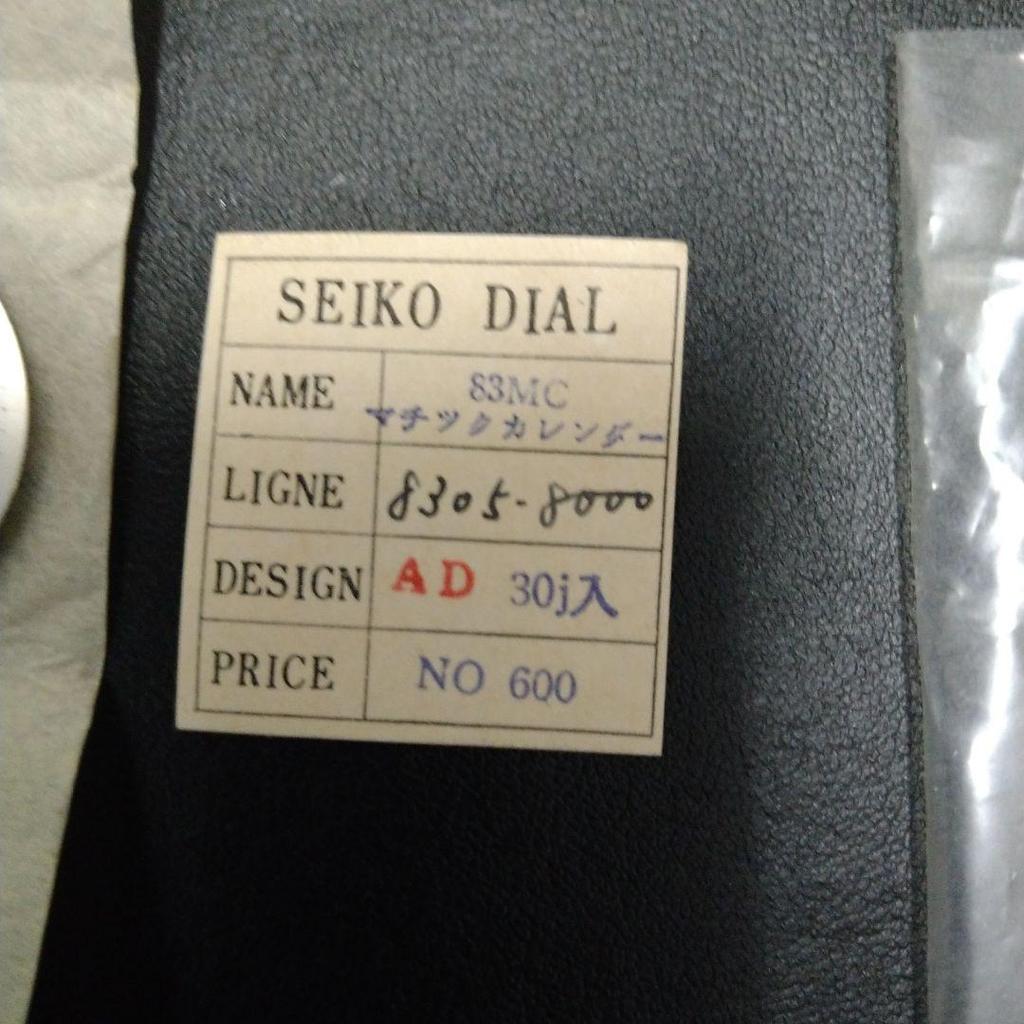 SEIKO DIAL
NAME 83MC
マチックカレンダー
LIGNE 8305-8000
DESIGN AD 30j入
PRICE NO 600